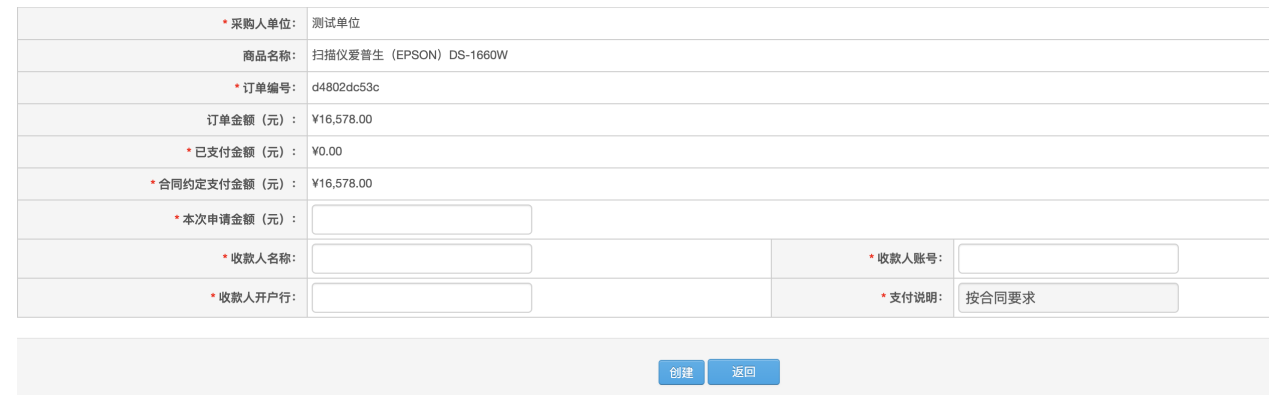 * 采购人单位： 测试单位
商品名称： 扫描仪爱普生（EPSON）DS-1660W
* 订单编号： d4802dc53c
订单金额（元）： ¥16,578.00
* 已支付金额（元）： ¥0.00
* 合同约定支付金额（元）： ¥16,578.00
* 本次申请金额（元）：
* 收款人名称： * 收款人账号：
* 收款人开户行： * 支付说明： 按合同要求
创建 返回